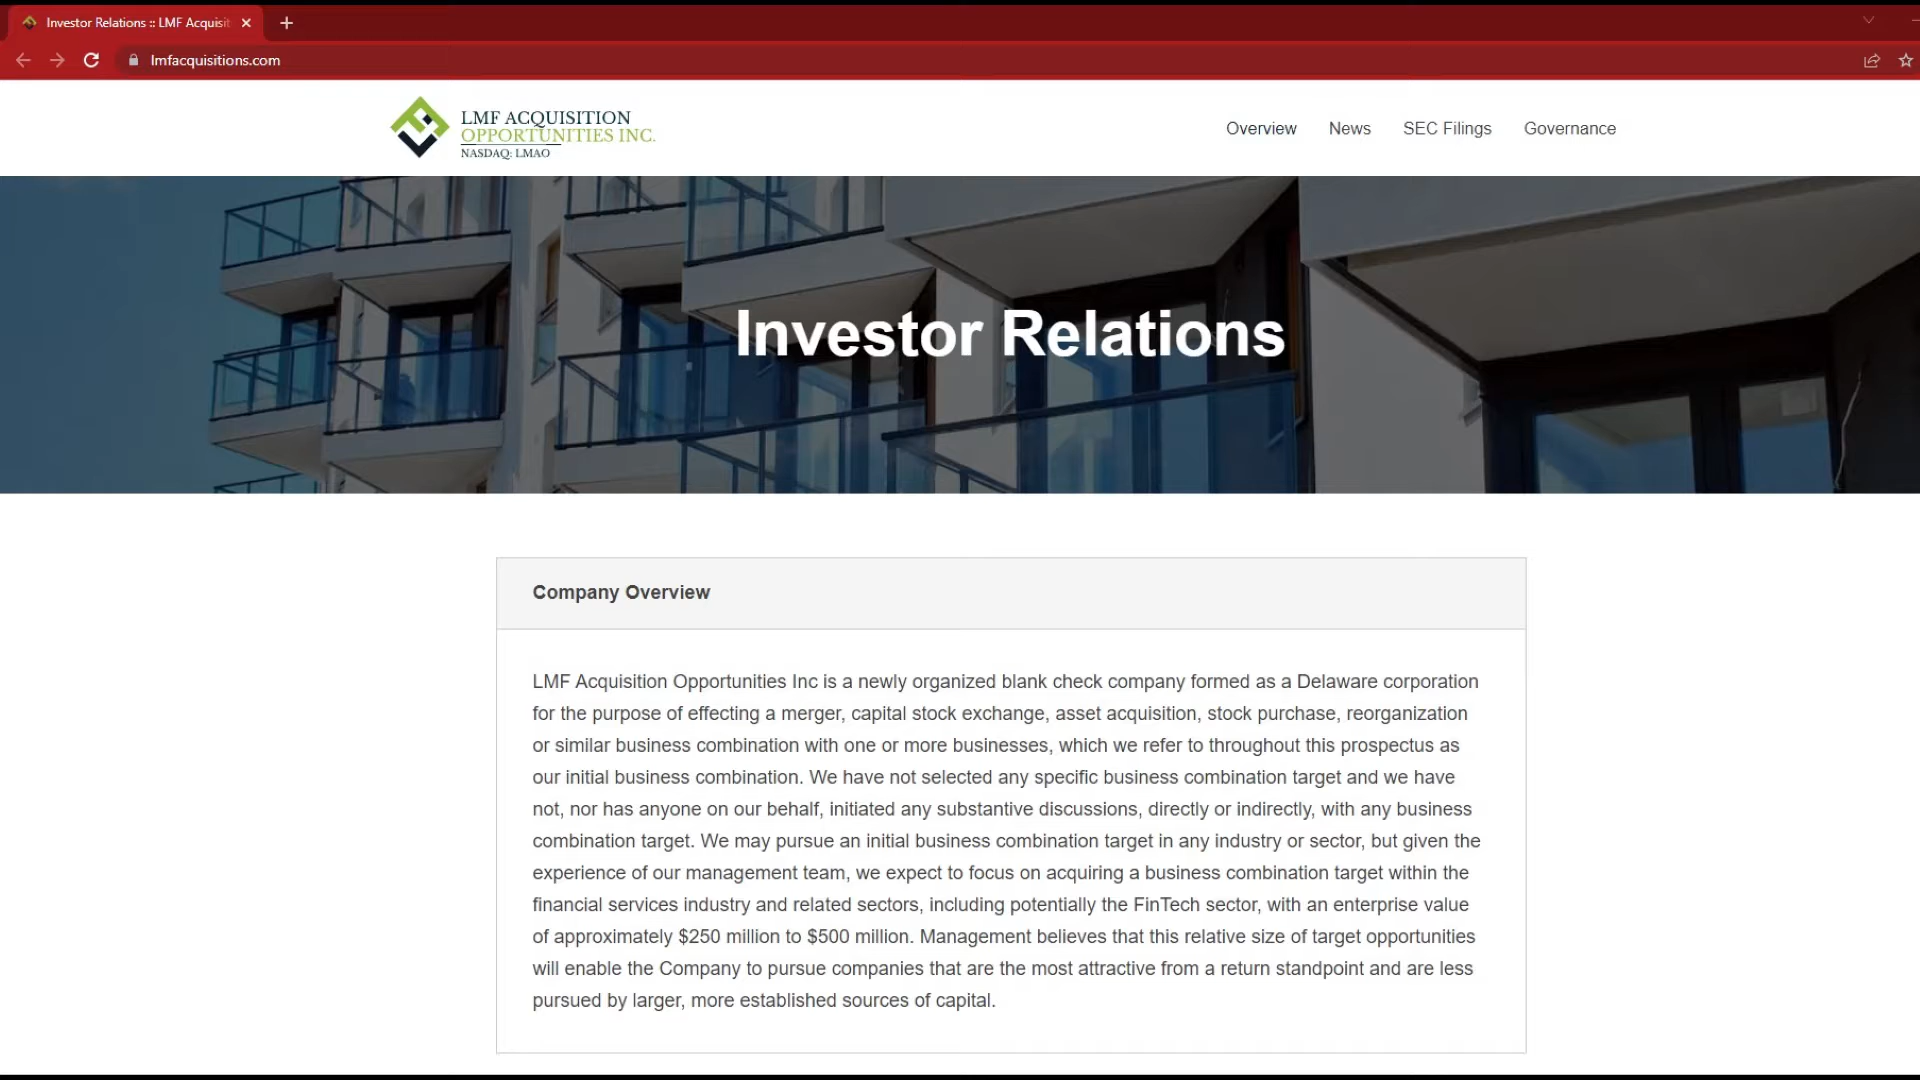 Investor Relations :: LMF Acquisit
lmfacquisitions.com
LMF ACQUISITION
OPPORTUNITIES INC.
NASDAQ: LMAO
Overview News SEC Filings Governance
Investor Relations
Company Overview
LMF Acquisition Opportunities Inc is a newly organized blank check company formed as a Delaware corporation
for the purpose of effecting a merger, capital stock exchange, asset acquisition, stock purchase, reorganization
or similar business combination with one or more businesses, which we refer to throughout this prospectus as
our initial business combination. We have not selected any specific business combination target and we have
not, nor has anyone on our behalf, initiated any substantive discussions, directly or indirectly, with any business
combination target. We may pursue an initial business combination target in any industry or sector, but given the
experience of our management team, we expect to focus on acquiring a business combination target within the
financial services industry and related sectors, including potentially the FinTech sector, with an enterprise value
of approximately $250 million to $500 million. Management believes that this relative size of target opportunities
will enable the Company to pursue companies that are the most attractive from a return standpoint and are less
pursued by larger, more established sources of capital.